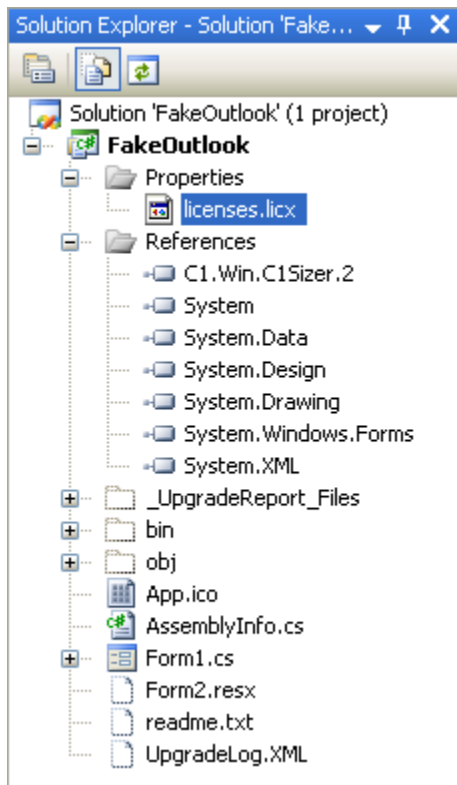 Solution Explorer - Solution 'Fake...
Solution 'FakeOutlook' (1 project)
FakeOutlook
Properties
licenses.licx
References
C1.Win.C1Sizer.2
System
System.Data
System.Design
System.Drawing
System.Windows.Forms
System.XML
_UpgradeReport_Files
bin
obj
App.ico
AssemblyInfo.cs
Form1.cs
Form2.resx
readme.txt
UpgradeLog.XML